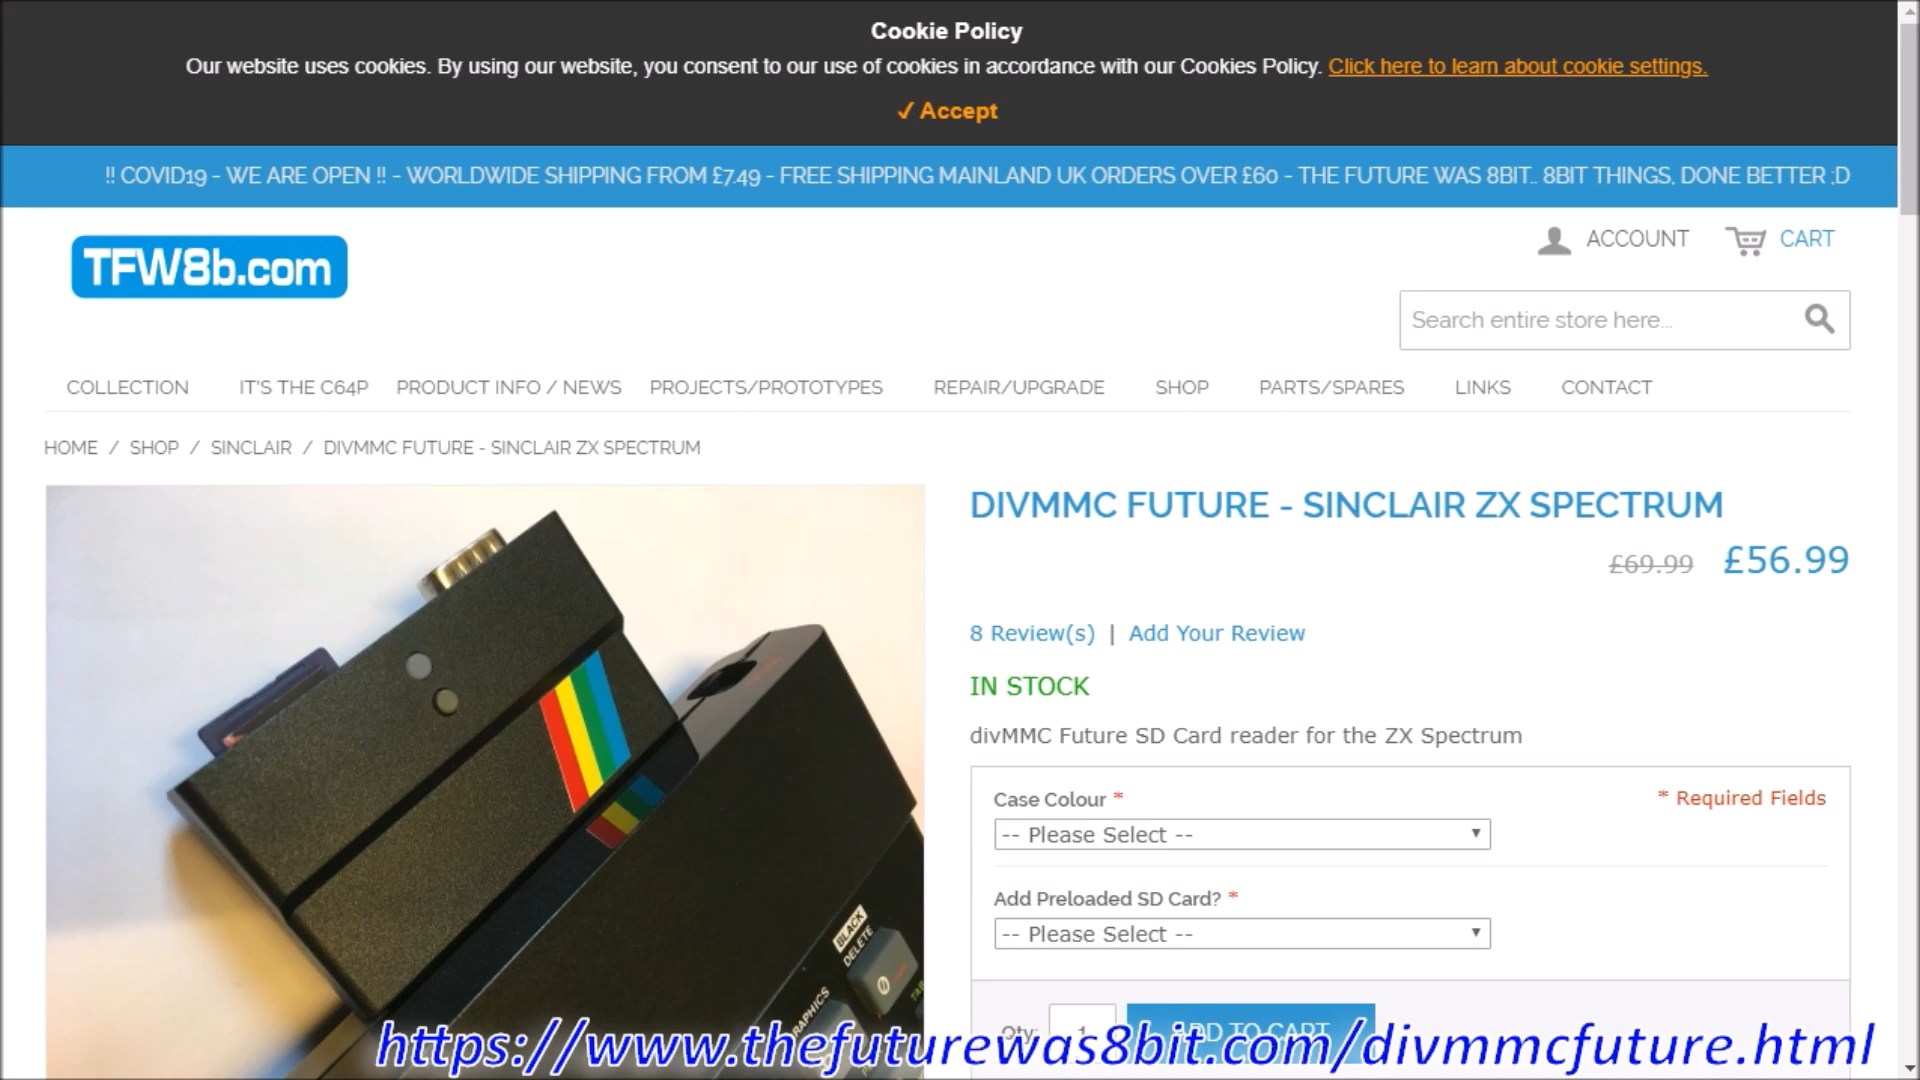 Cookie Policy
Our website uses cookies. By using our website, you consent to our use of cookies in accordance with our Cookies Policy. Click here to learn about cookie settings.
✓ Accept
!! COVID19 - WE ARE OPEN !! - WORLDWIDE SHIPPING FROM £7.49 - FREE SHIPPING MAINLAND UK ORDERS OVER £60 - THE FUTURE WAS 8BIT.. 8BIT THINGS, DONE BETTER ;D
TFW8b.com
ACCOUNT CART
Search entire store here...
COLLECTION IT'S THE C64P PRODUCT INFO / NEWS PROJECTS/PROTOTYPES REPAIR/UPGRADE SHOP PARTS/SPARES LINKS CONTACT
HOME / SHOP / SINCLAIR / DIVMMC FUTURE - SINCLAIR ZX SPECTRUM
DIVMMC FUTURE - SINCLAIR ZX SPECTRUM
£69.99 £56.99
8 Review(s) | Add Your Review
IN STOCK
divMMC Future SD Card reader for the ZX Spectrum
Case Colour *
* Required Fields
-- Please Select --
Add Preloaded SD Card? *
-- Please Select --
BLACK
DELETE
0
Qty: 1 ADD TO CART
https://www.thefuturewas8bit.com/divmmcfuture.html